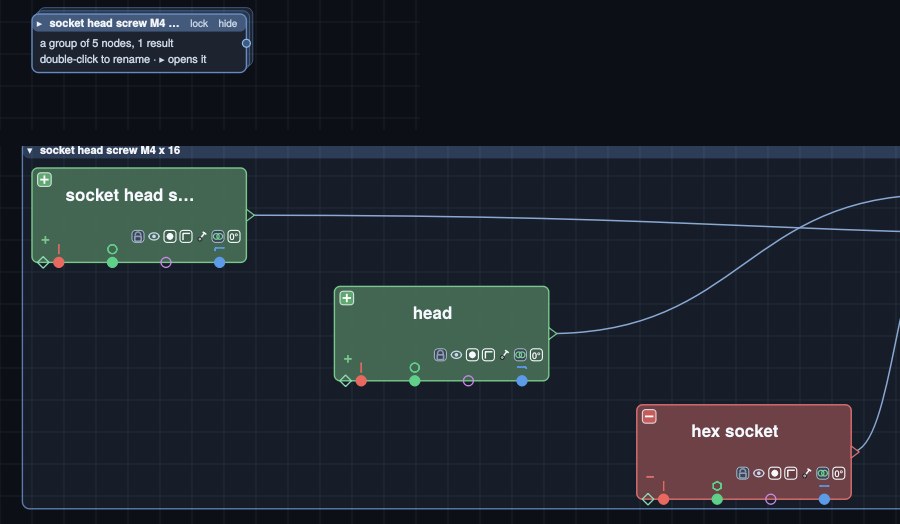 ▸ socket head screw M4 ... lock hide
a group of 5 nodes, 1 result
double-click to rename · ▸ opens it
▾ socket head screw M4 x 16
socket head s...
0°
head
0°
hex socket
0°